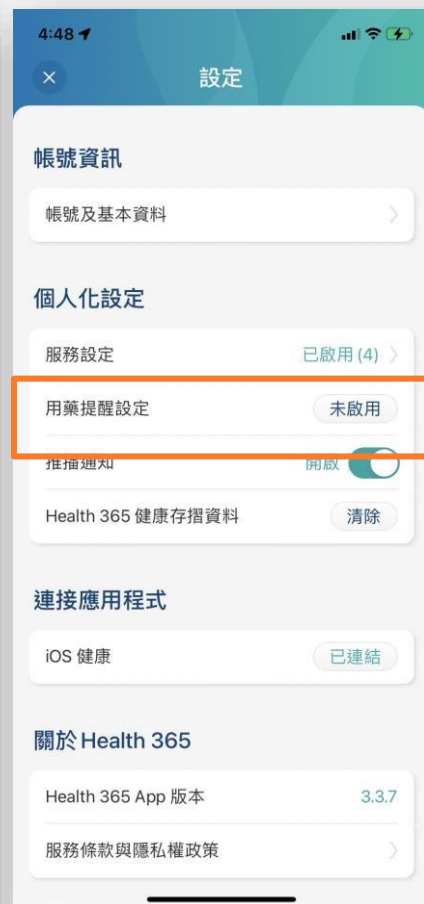 4:48
設定
帳號資訊
帳號及基本資料
個人化設定
服務設定 已啟用 (4)
用藥提醒設定 未啟用
推播通知 開啟
Health 365 健康存摺資料 清除
連接應用程式
iOS 健康 已連結
關於 Health 365
Health 365 App 版本 3.3.7
服務條款與隱私權政策